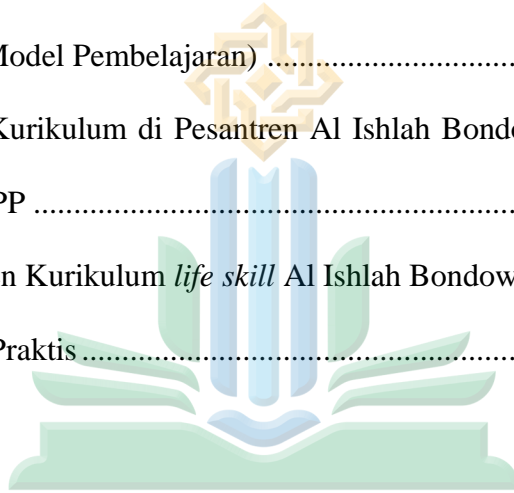 Model Pembelajaran) ................................
Kurikulum di Pesantren Al Ishlah Bondo
PP .............................................................
n Kurikulum life skill Al Ishlah Bondow
Praktis .......................................................